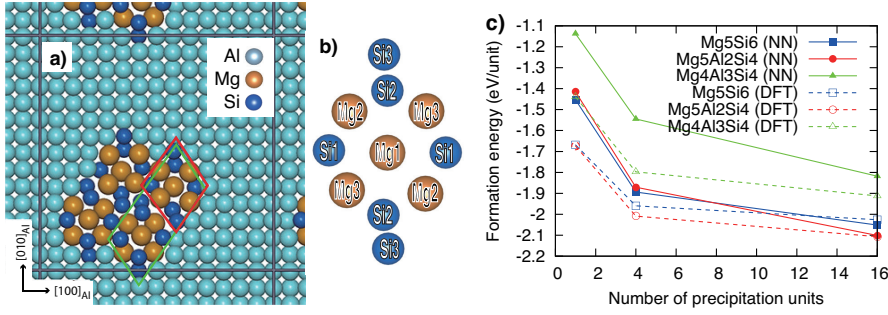 a)
Al
Mg
Si
[010]Al
[100]Al
b)
Si3
Si2
Mg2
Mg3
Si1
Mg1
Si1
Mg3
Mg2
Si2
Si3
c)
Formation energy (eV/unit)
-1.1
-1.2
-1.3
-1.4
-1.5
-1.6
-1.7
-1.8
-1.9
-2
-2.1
-2.2
Mg5Si6 (NN)
Mg5Al2Si4 (NN)
Mg4Al3Si4 (NN)
Mg5Si6 (DFT)
Mg5Al2Si4 (DFT)
Mg4Al3Si4 (DFT)
0 2 4 6 8 10 12 14 16
Number of precipitation units